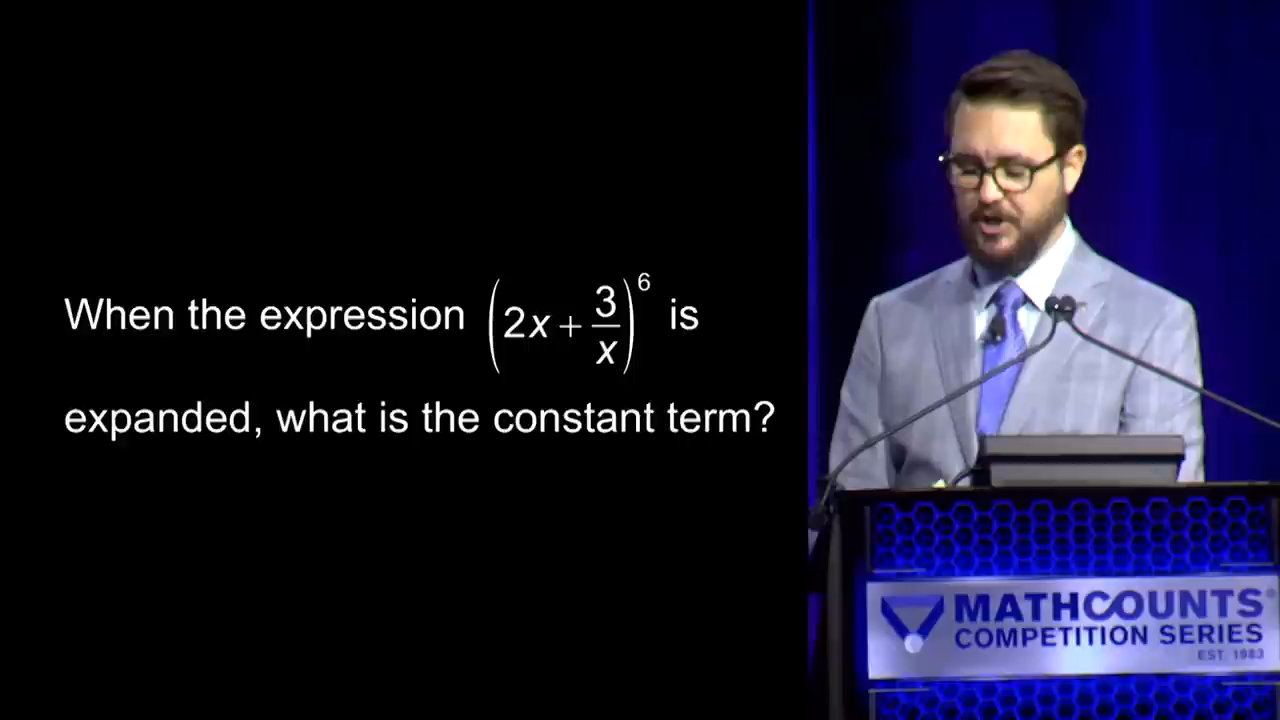 When the expression (2x + 3/x)^6 is
expanded, what is the constant term?
MATHCOUNTS®
COMPETITION SERIES
EST. 1983